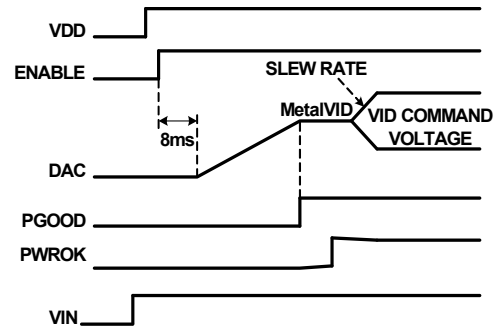 VDD
ENABLE
SLEW RATE
MetalVID
VID COMMAND
VOLTAGE
8ms
DAC
PGOOD
PWROK
VIN